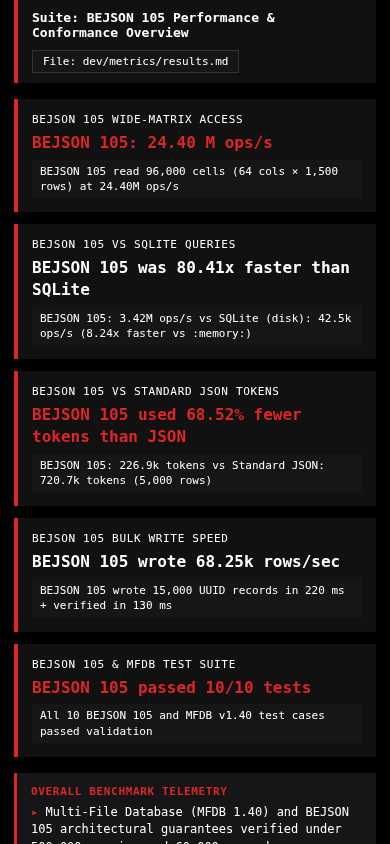 Suite: BEJSON 105 Performance &
Conformance Overview
File: dev/metrics/results.md
BEJSON 105 WIDE-MATRIX ACCESS
BEJSON 105: 24.40 M ops/s
BEJSON 105 read 96,000 cells (64 cols × 1,500
rows) at 24.40M ops/s
BEJSON 105 VS SQLITE QUERIES
BEJSON 105 was 80.41x faster than
SQLite
BEJSON 105: 3.42M ops/s vs SQLite (disk): 42.5k
ops/s (8.24x faster vs :memory:)
BEJSON 105 VS STANDARD JSON TOKENS
BEJSON 105 used 68.52% fewer
tokens than JSON
BEJSON 105: 226.9k tokens vs Standard JSON:
720.7k tokens (5,000 rows)
BEJSON 105 BULK WRITE SPEED
BEJSON 105 wrote 68.25k rows/sec
BEJSON 105 wrote 15,000 UUID records in 220 ms
+ verified in 130 ms
BEJSON 105 & MFDB TEST SUITE
BEJSON 105 passed 10/10 tests
All 10 BEJSON 105 and MFDB v1.40 test cases
passed validation
OVERALL BENCHMARK TELEMETRY
▸ Multi-File Database (MFDB 1.40) and BEJSON
105 architectural guarantees verified under